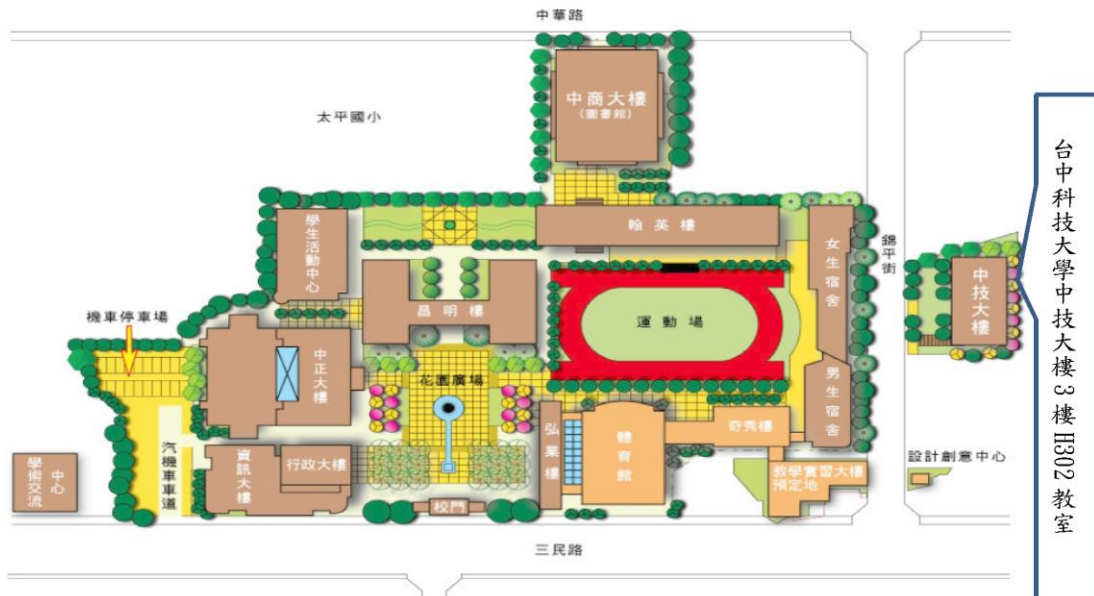 中華路
太平國小
中商大樓
(圖書館)
學生活動中心
翰英樓
女生宿舍
錦平街
中技大樓
昌明樓
運動場
機車停車場
中正大樓
花園廣場
男生宿舍
弘業樓
體育館
奇秀樓
汽機車車道
資訊大樓
行政大樓
教學實習大樓
預定地
設計創意中心
學術交流
中心
校門
三民路
台中科技大學中技大樓3樓H302教室